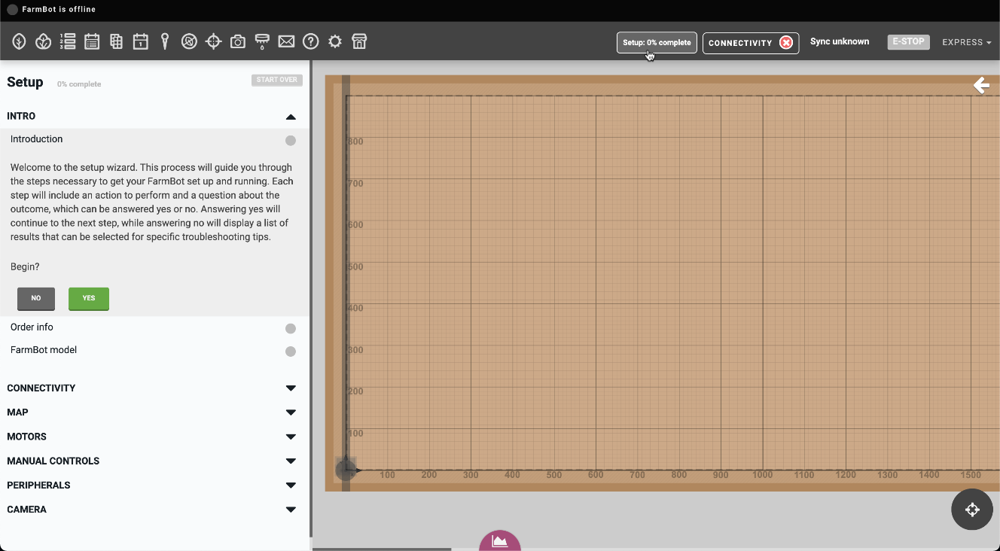 FarmBot is offline
1
Setup: 0% complete
CONNECTIVITY
Sync unknown
E-STOP
EXPRESS
Setup
0% complete
START OVER
INTRO
Introduction
Welcome to the setup wizard. This process will guide you through
the steps necessary to get your FarmBot set up and running. Each
step will include an action to perform and a question about the
outcome, which can be answered yes or no. Answering yes will
continue to the next step, while answering no will display a list of
results that can be selected for specific troubleshooting tips.
Begin?
NO
YES
Order info
FarmBot model
CONNECTIVITY
MAP
MOTORS
MANUAL CONTROLS
PERIPHERALS
CAMERA
800
700
600
500
400
300
200
100
100 200 300 400 500 600 700 800 900 1000 1100 1200 1300 1400 1500